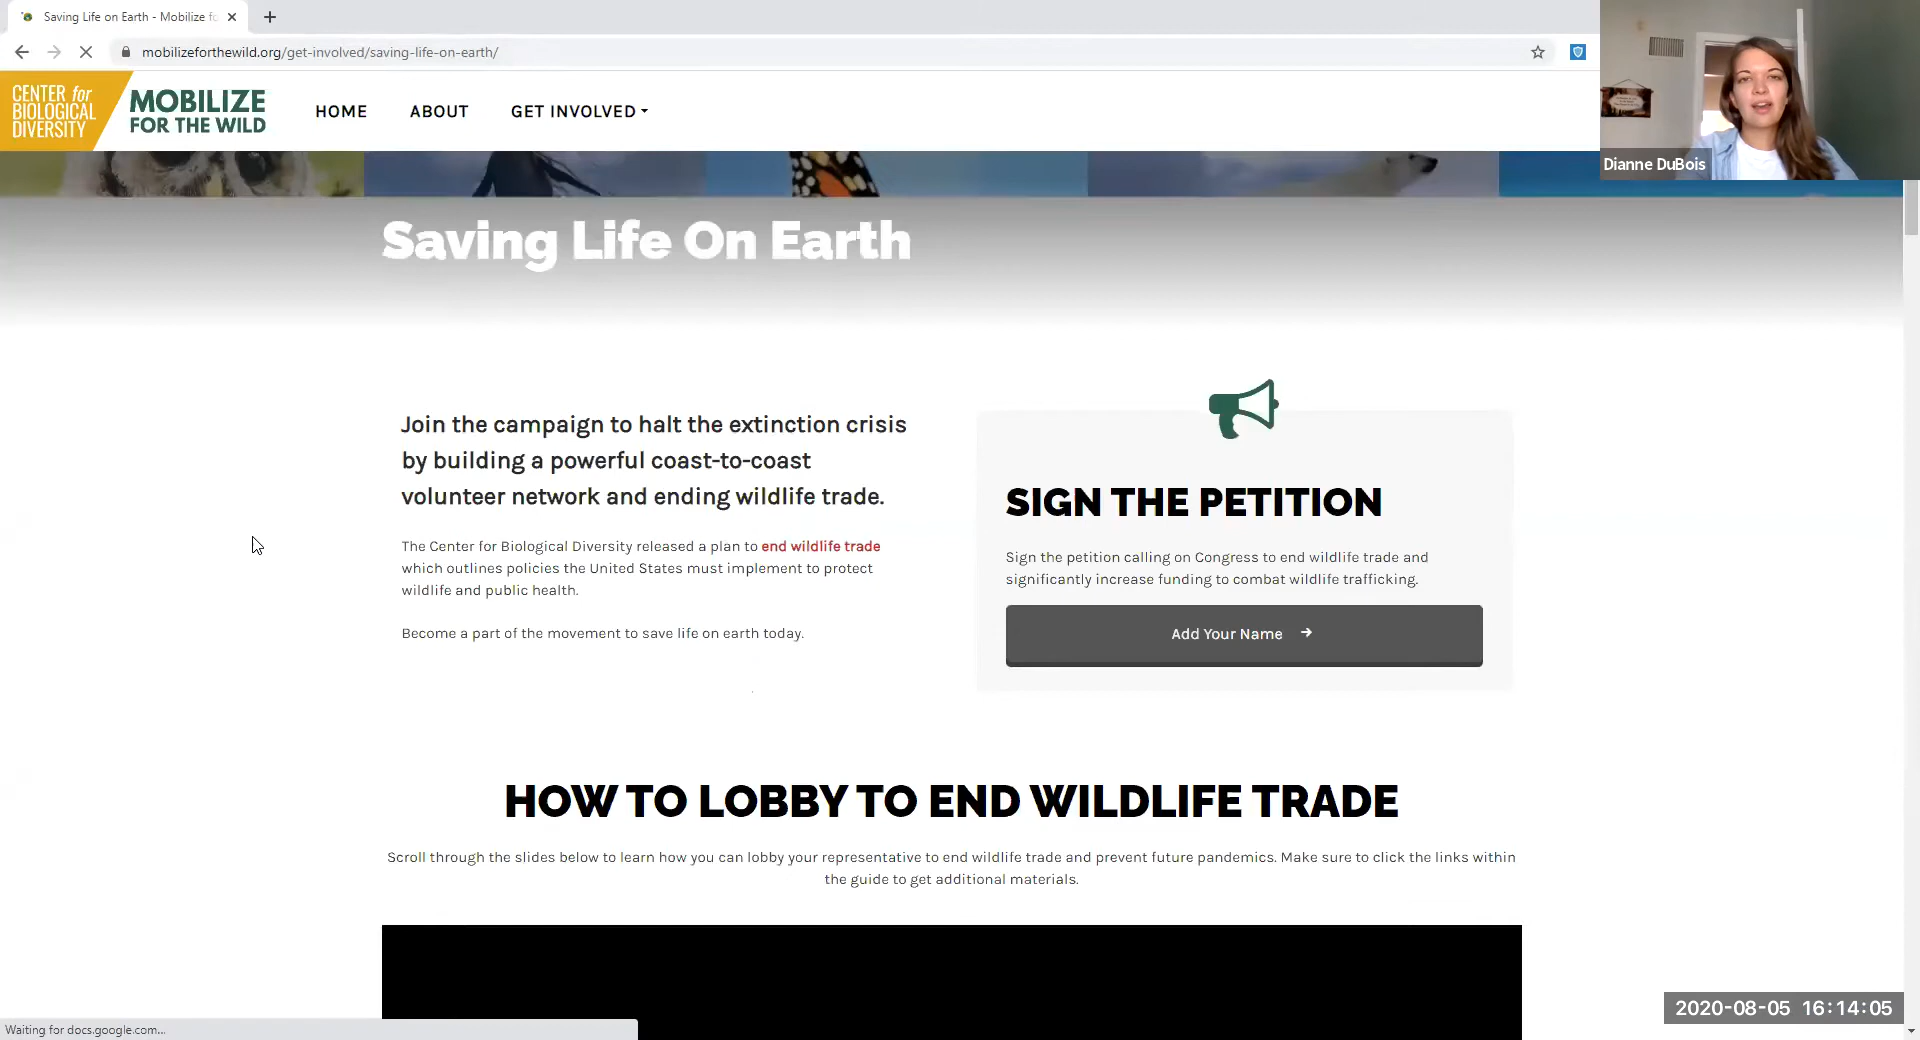 Saving Life on Earth - Mobilize fo
mobilizeforthewild.org/get-involved/saving-life-on-earth/
CENTER for
BIOLOGICAL
DIVERSITY
MOBILIZE
FOR THE WILD
HOME
ABOUT
GET INVOLVED
Dianne DuBois
Saving Life On Earth
Join the campaign to halt the extinction crisis
by building a powerful coast-to-coast
volunteer network and ending wildlife trade.
The Center for Biological Diversity released a plan to end wildlife trade
which outlines policies the United States must implement to protect
wildlife and public health.
Become a part of the movement to save life on earth today.
SIGN THE PETITION
Sign the petition calling on Congress to end wildlife trade and
significantly increase funding to combat wildlife trafficking.
Add Your Name →
HOW TO LOBBY TO END WILDLIFE TRADE
Scroll through the slides below to learn how you can lobby your representative to end wildlife trade and prevent future pandemics. Make sure to click the links within
the guide to get additional materials.
Waiting for docs.google.com...
2020-08-05 16:14:05